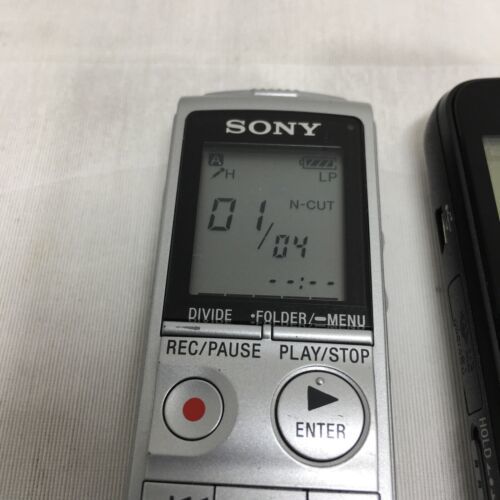 SONY
A
H LP
N-CUT
01/04
--:--
DIVIDE •FOLDER/–MENU
REC/PAUSE PLAY/STOP
ENTER
HOLD